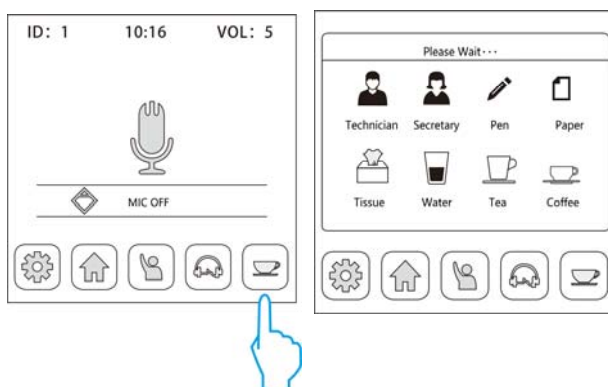 ID: 1 10:16 VOL: 5
MIC OFF
Please Wait···
Technician Secretary Pen Paper
Tissue Water Tea Coffee